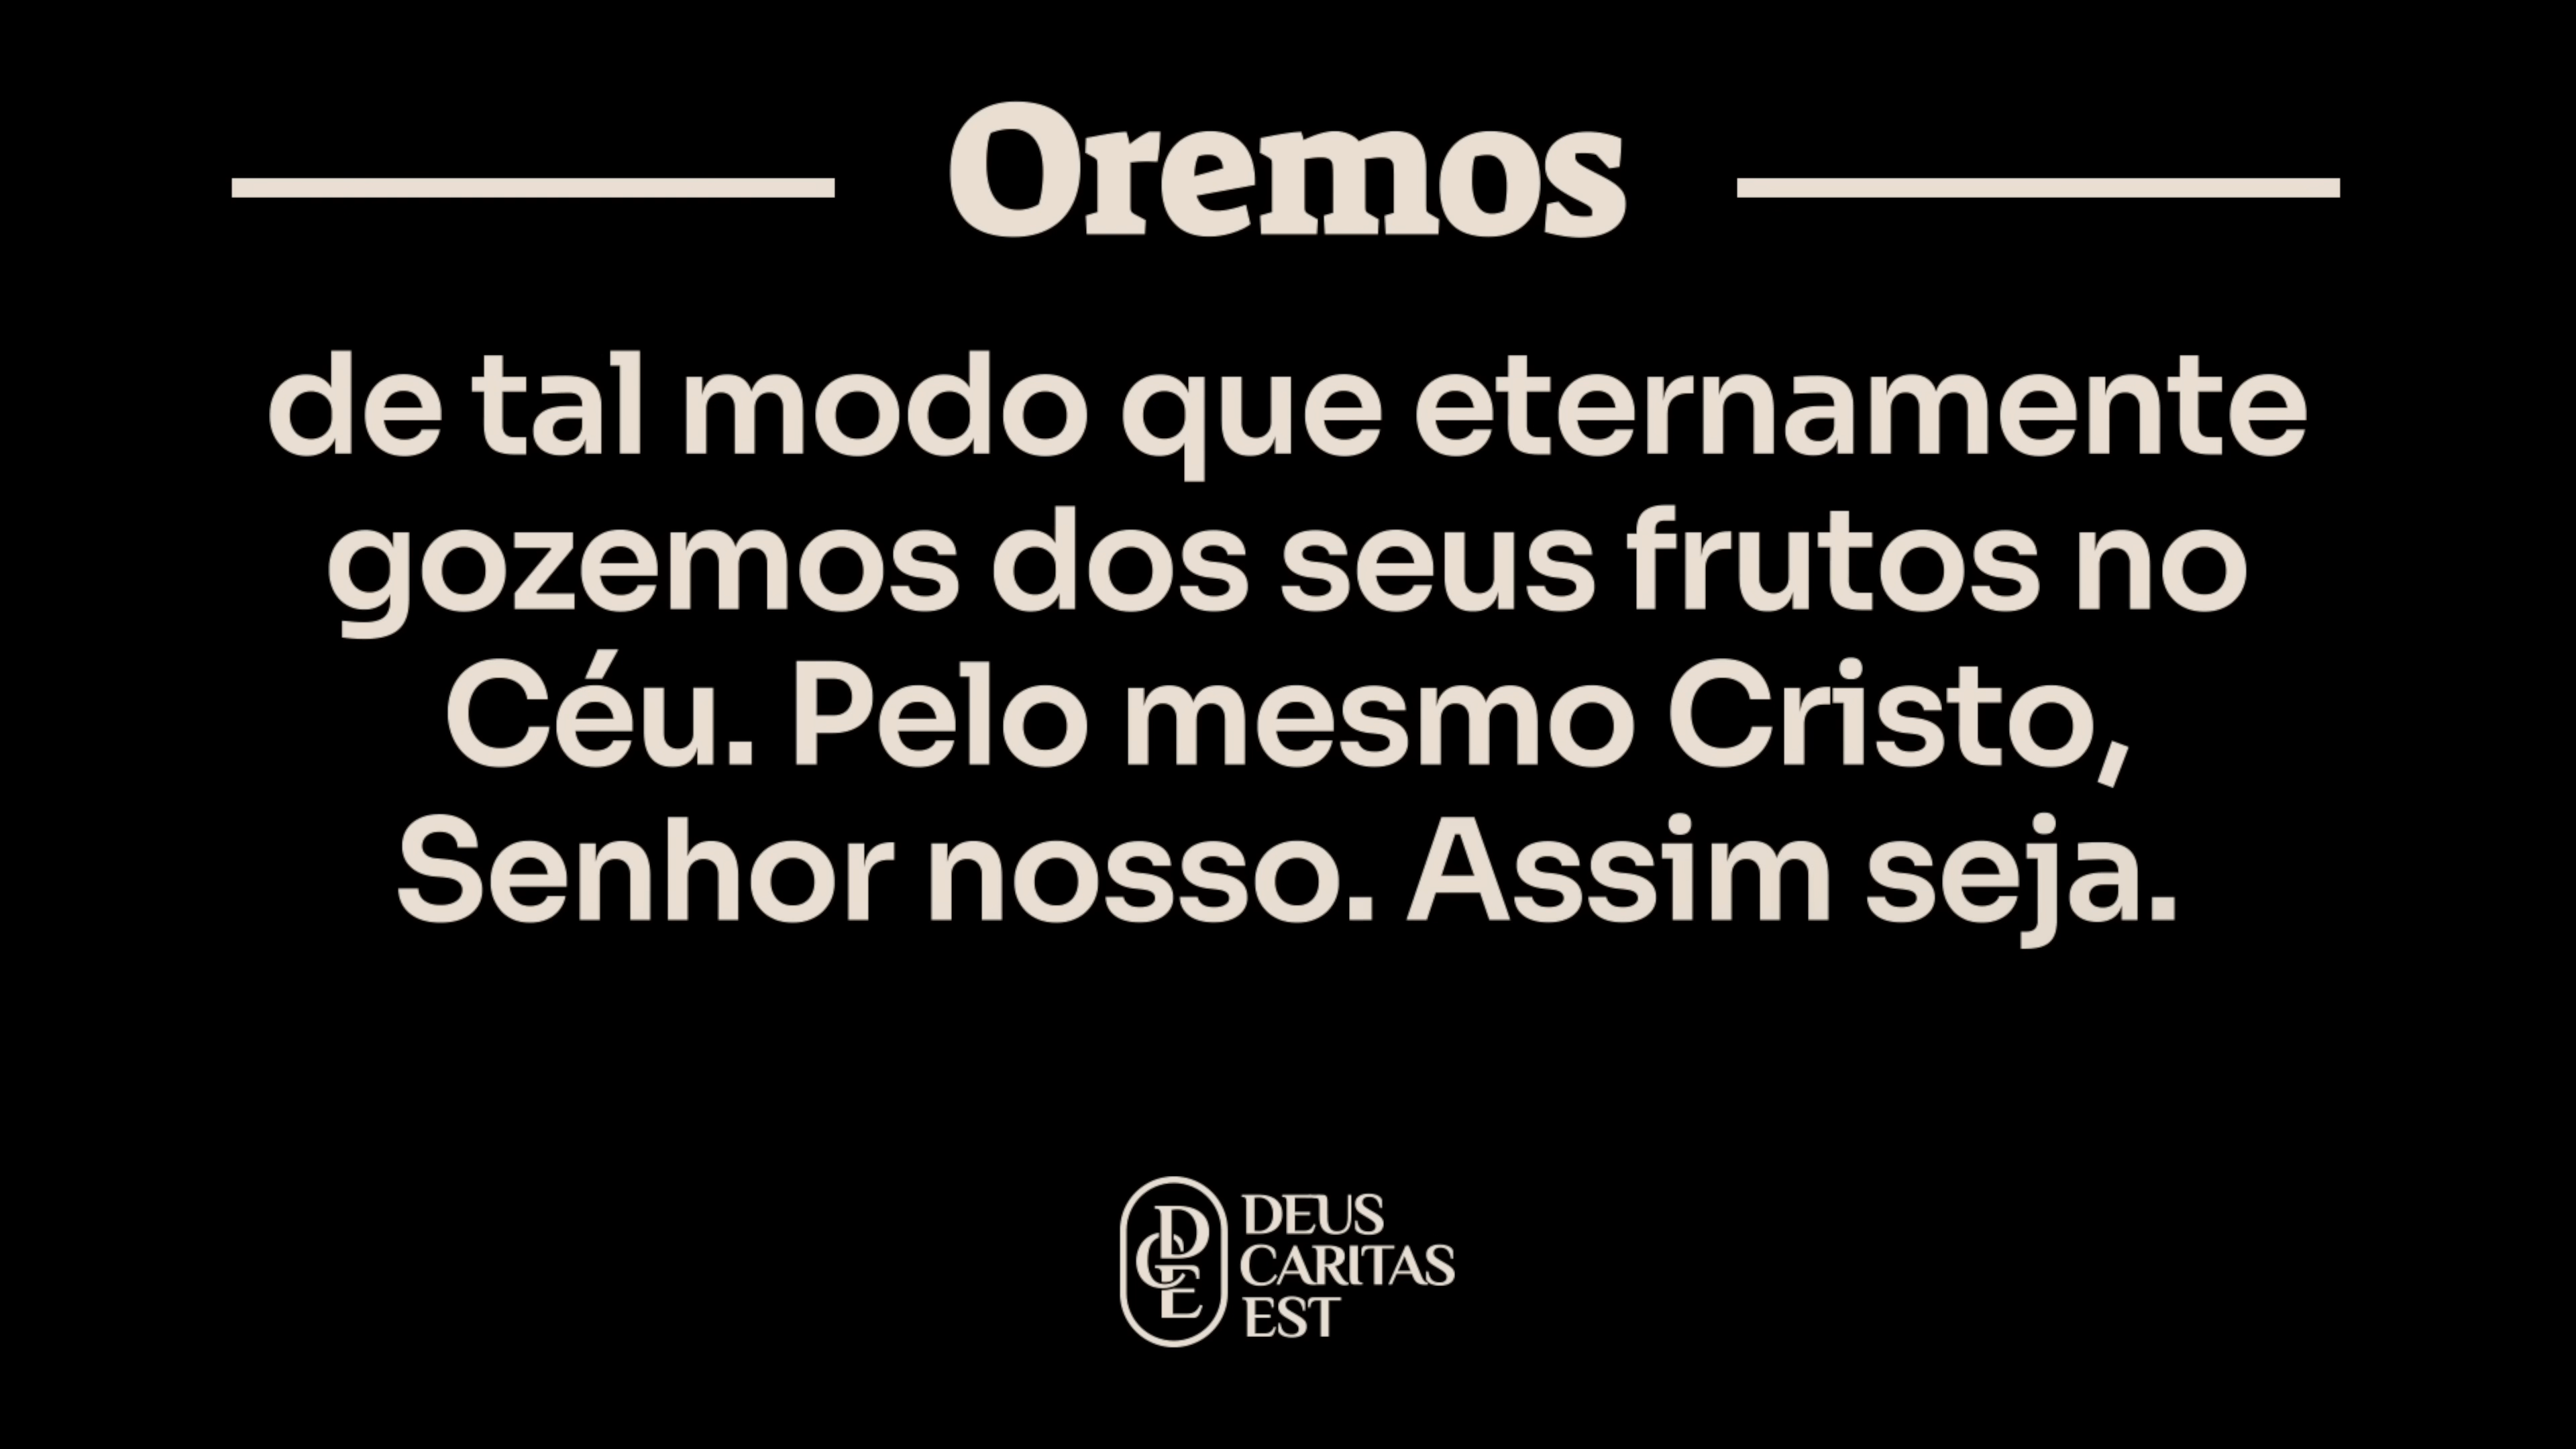 Oremos
de tal modo que eternamente
gozemos dos seus frutos no
Céu. Pelo mesmo Cristo,
Senhor nosso. Assim seja.
DCE
DEUS
CARITAS
EST